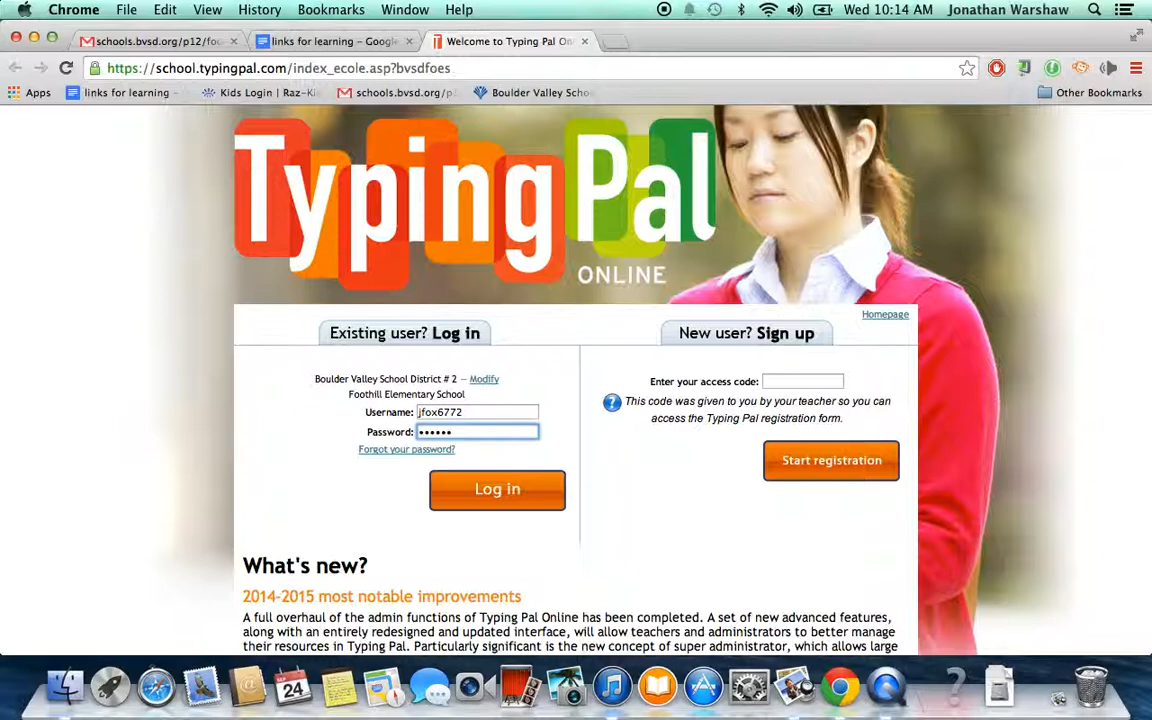 Chrome File Edit View History Bookmarks Window Help Wed 10:14 AM Jonathan Warshaw
schools.bvsd.org/p12/fou
links for learning – Google
Welcome to Typing Pal On
https://school.typingpal.com/index_ecole.asp?bvsdfoes
Apps links for learning – Kids Login | Raz-Ki schools.bvsd.org/p Boulder Valley Scho Other Bookmarks
Typing Pal
ONLINE
Homepage
Existing user? Log in
New user? Sign up
Boulder Valley School District # 2 – Modify
Foothill Elementary School
Username: jfox6772
Password: ••••••
Forgot your password?
Log in
Enter your access code:
? This code was given to you by your teacher so you can
access the Typing Pal registration form.
Start registration
What's new?
2014-2015 most notable improvements
A full overhaul of the admin functions of Typing Pal Online has been completed. A set of new advanced features,
along with an entirely redesigned and updated interface, will allow teachers and administrators to better manage
their resources in Typing Pal. Particularly significant is the new concept of super administrator, which allows large
SEP
24
?